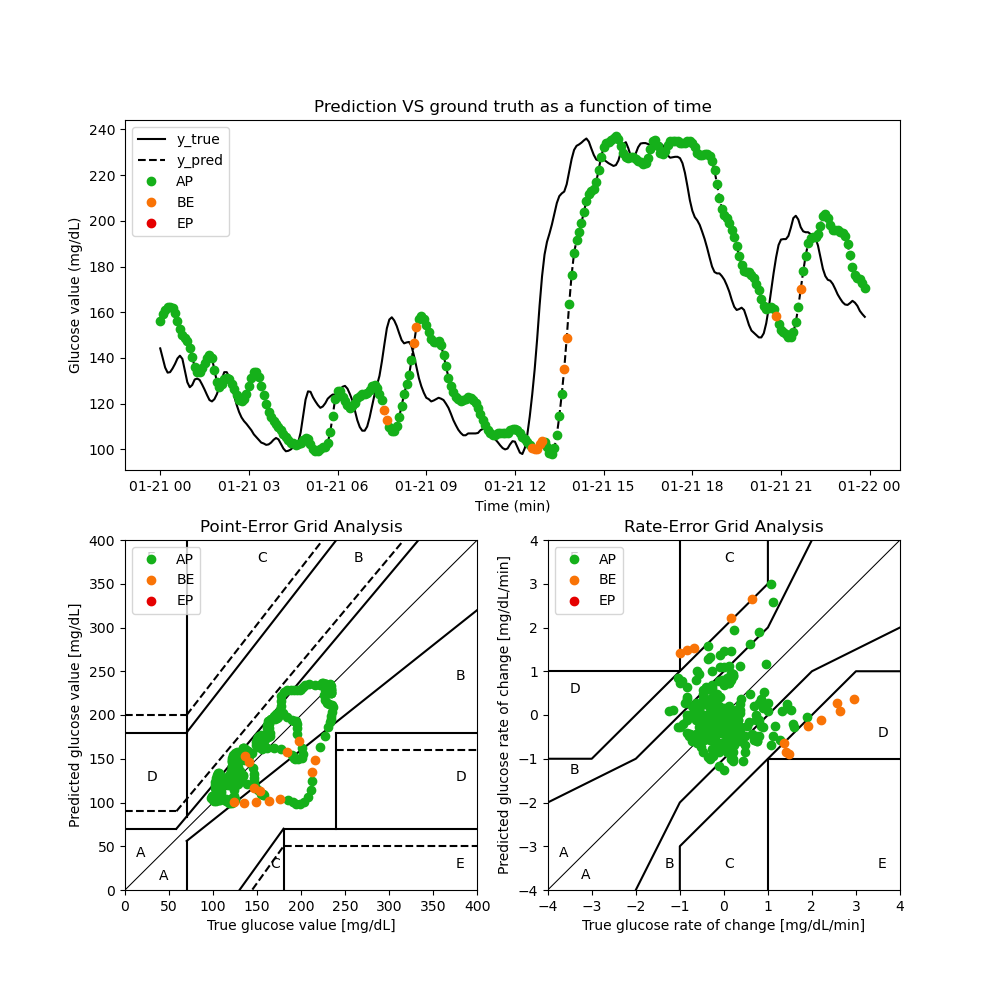 Prediction VS ground truth as a function of time
Glucose value (mg/dL)
240
220
200
180
160
140
120
100
y_true
y_pred
AP
BE
EP
01-21 00
01-21 03
01-21 06
01-21 09
01-21 12
01-21 15
01-21 18
01-21 21
01-22 00
Time (min)
Point-Error Grid Analysis
Predicted glucose value [mg/dL]
400
350
300
250
200
150
100
50
0
AP
BE
EP
C
B
B
D
D
A
A
C
E
0
50
100
150
200
250
300
350
400
True glucose value [mg/dL]
Rate-Error Grid Analysis
Predicted glucose rate of change [mg/dL/min]
4
3
2
1
0
−1
−2
−3
−4
AP
BE
EP
C
D
D
B
A
A
B
C
E
−4
−3
−2
−1
0
1
2
3
4
True glucose rate of change [mg/dL/min]